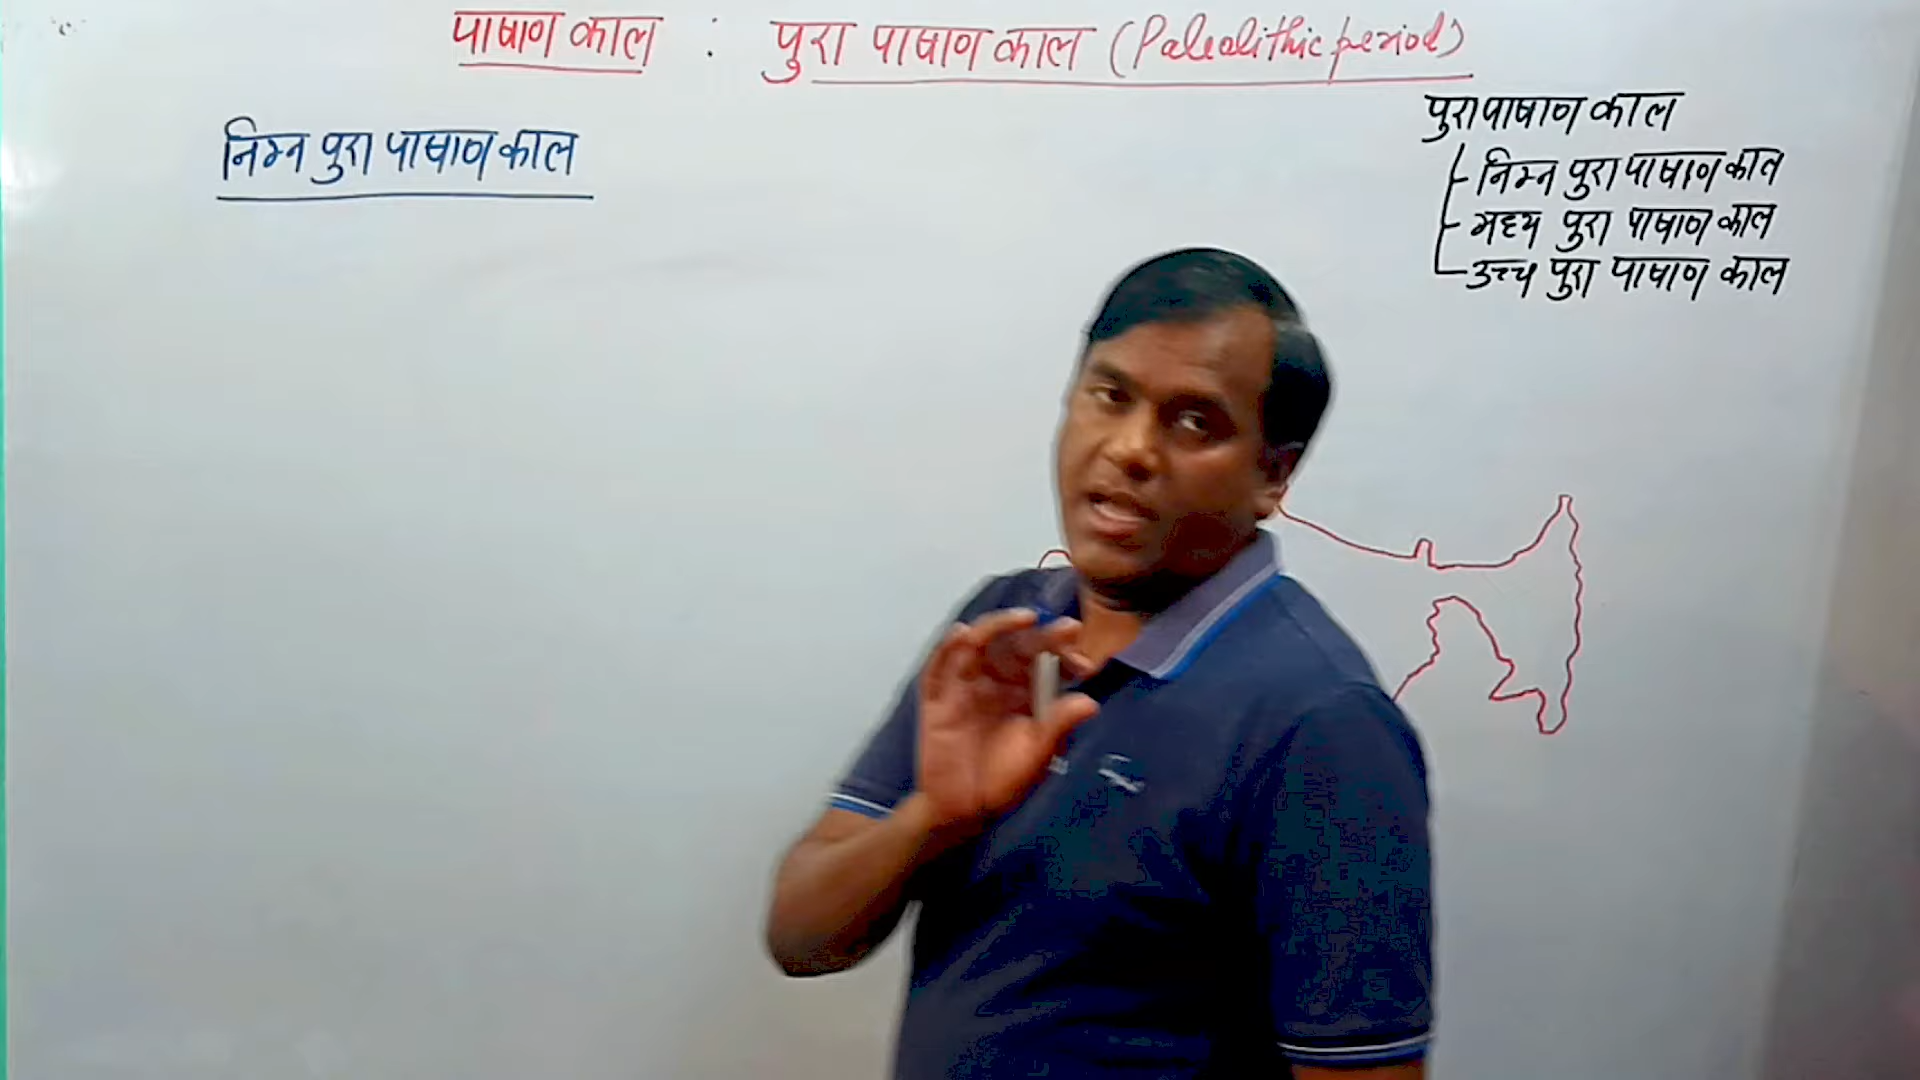 पाषाण काल : पुरा पाषाण काल (Paleolithic period)
निम्न पुरा पाषाण काल
पुरापाषाण काल
निम्न पुरा पाषाण काल
मध्य पुरा पाषाण काल
उच्च पुरा पाषाण काल